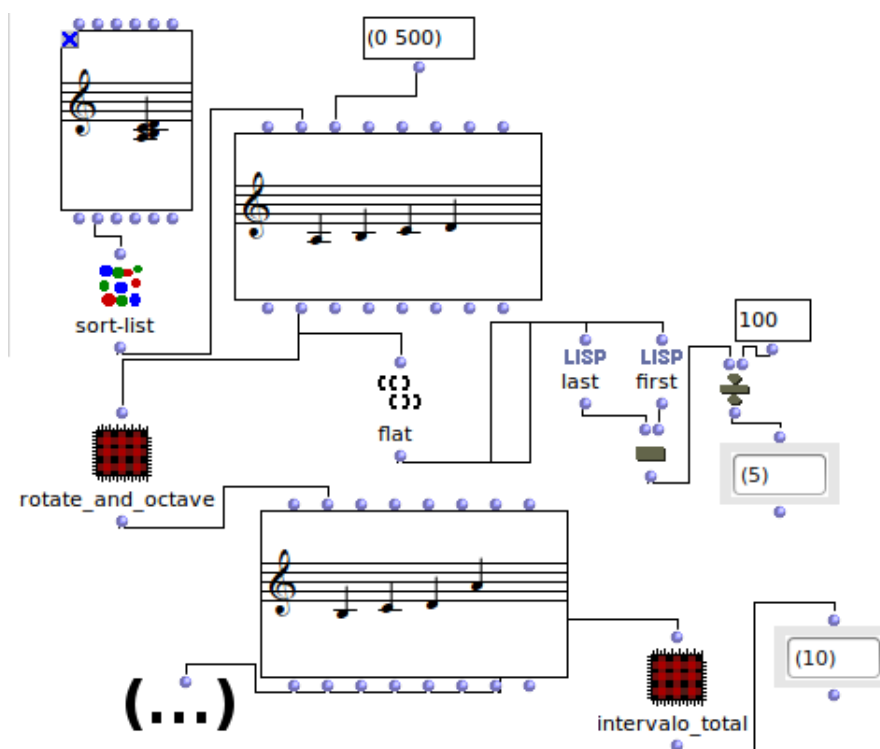 (0 500)
sort-list
100
LISP
LISP
last
first
flat
(5)
rotate_and_octave
(10)
(...)
intervalo_total